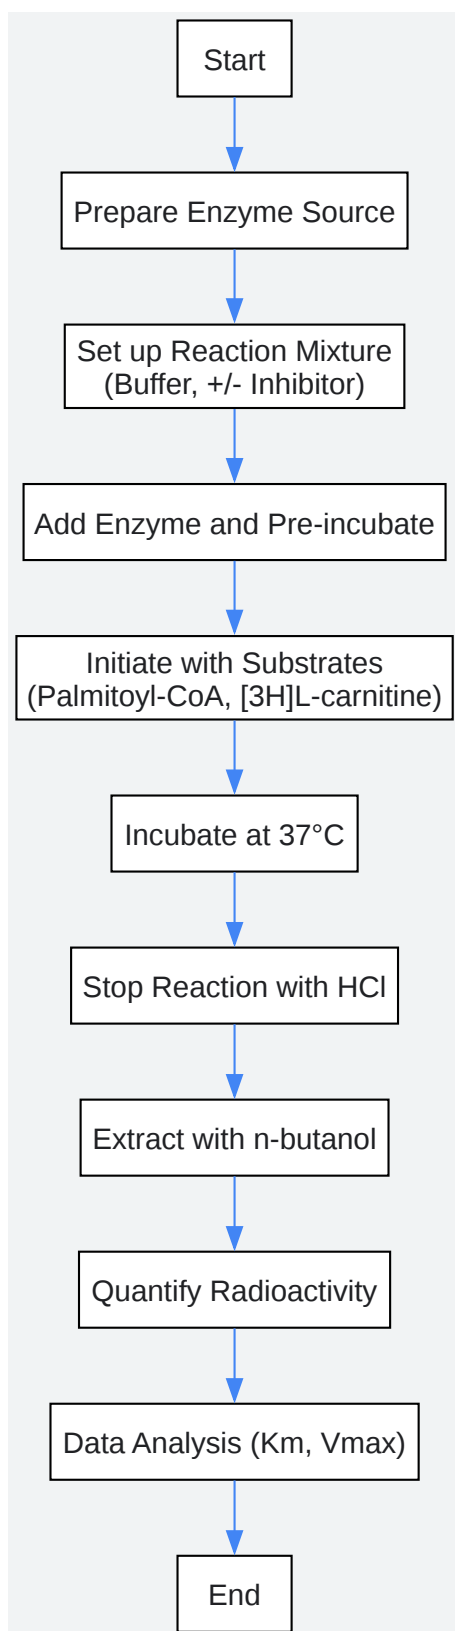 Start
Prepare Enzyme Source
Set up Reaction Mixture
(Buffer, +/- Inhibitor)
Add Enzyme and Pre-incubate
Initiate with Substrates
(Palmitoyl-CoA, [3H]L-carnitine)
Incubate at 37°C
Stop Reaction with HCl
Extract with n-butanol
Quantify Radioactivity
Data Analysis (Km, Vmax)
End